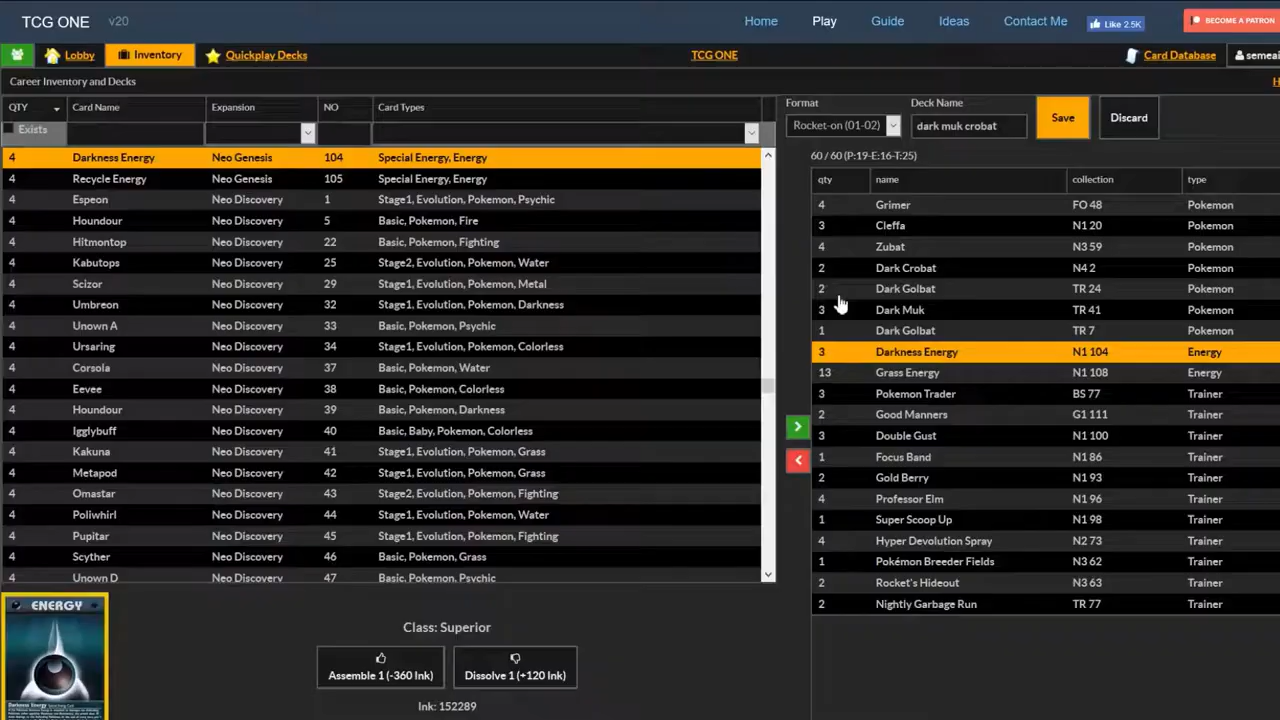 TCG ONE v20 Home Play Guide Ideas Contact Me Like 2.5K BECOME A PATRON
Lobby Inventory Quickplay Decks TCG ONE Card Database semeai
Career Inventory and Decks H
QTY Card Name Expansion NO Card Types
Exists
4 Darkness Energy Neo Genesis 104 Special Energy, Energy
4 Recycle Energy Neo Genesis 105 Special Energy, Energy
4 Espeon Neo Discovery 1 Stage1, Evolution, Pokemon, Psychic
4 Houndour Neo Discovery 5 Basic, Pokemon, Fire
4 Hitmontop Neo Discovery 22 Basic, Pokemon, Fighting
4 Kabutops Neo Discovery 25 Stage2, Evolution, Pokemon, Water
4 Scizor Neo Discovery 29 Stage1, Evolution, Pokemon, Metal
4 Umbreon Neo Discovery 32 Stage1, Evolution, Pokemon, Darkness
4 Unown A Neo Discovery 33 Basic, Pokemon, Psychic
4 Ursaring Neo Discovery 34 Stage1, Evolution, Pokemon, Colorless
4 Corsola Neo Discovery 37 Basic, Pokemon, Water
4 Eevee Neo Discovery 38 Basic, Pokemon, Colorless
4 Houndour Neo Discovery 39 Basic, Pokemon, Darkness
4 Igglybuff Neo Discovery 40 Basic, Baby, Pokemon, Colorless
4 Kakuna Neo Discovery 41 Stage1, Evolution, Pokemon, Grass
4 Metapod Neo Discovery 42 Stage1, Evolution, Pokemon, Grass
4 Omastar Neo Discovery 43 Stage2, Evolution, Pokemon, Fighting
4 Poliwhirl Neo Discovery 44 Stage1, Evolution, Pokemon, Water
4 Pupitar Neo Discovery 45 Stage1, Evolution, Pokemon, Fighting
4 Scyther Neo Discovery 46 Basic, Pokemon, Grass
4 Unown D Neo Discovery 47 Basic, Pokemon, Psychic
ENERGY
Class: Superior
Assemble 1 (-360 Ink) Dissolve 1 (+120 Ink)
Ink: 152289
Format Deck Name
Rocket-on (01-02) dark muk crobat Save Discard
60 / 60 (P:19-E:16-T:25)
qty name collection type
4 Grimer FO 48 Pokemon
3 Cleffa N1 20 Pokemon
4 Zubat N3 59 Pokemon
2 Dark Crobat N4 2 Pokemon
2 Dark Golbat TR 24 Pokemon
3 Dark Muk TR 41 Pokemon
1 Dark Golbat TR 7 Pokemon
3 Darkness Energy N1 104 Energy
13 Grass Energy N1 108 Energy
3 Pokemon Trader BS 77 Trainer
2 Good Manners G1 111 Trainer
3 Double Gust N1 100 Trainer
1 Focus Band N1 86 Trainer
2 Gold Berry N1 93 Trainer
4 Professor Elm N1 96 Trainer
1 Super Scoop Up N1 98 Trainer
4 Hyper Devolution Spray N2 73 Trainer
1 Pokémon Breeder Fields N3 62 Trainer
2 Rocket's Hideout N3 63 Trainer
2 Nightly Garbage Run TR 77 Trainer